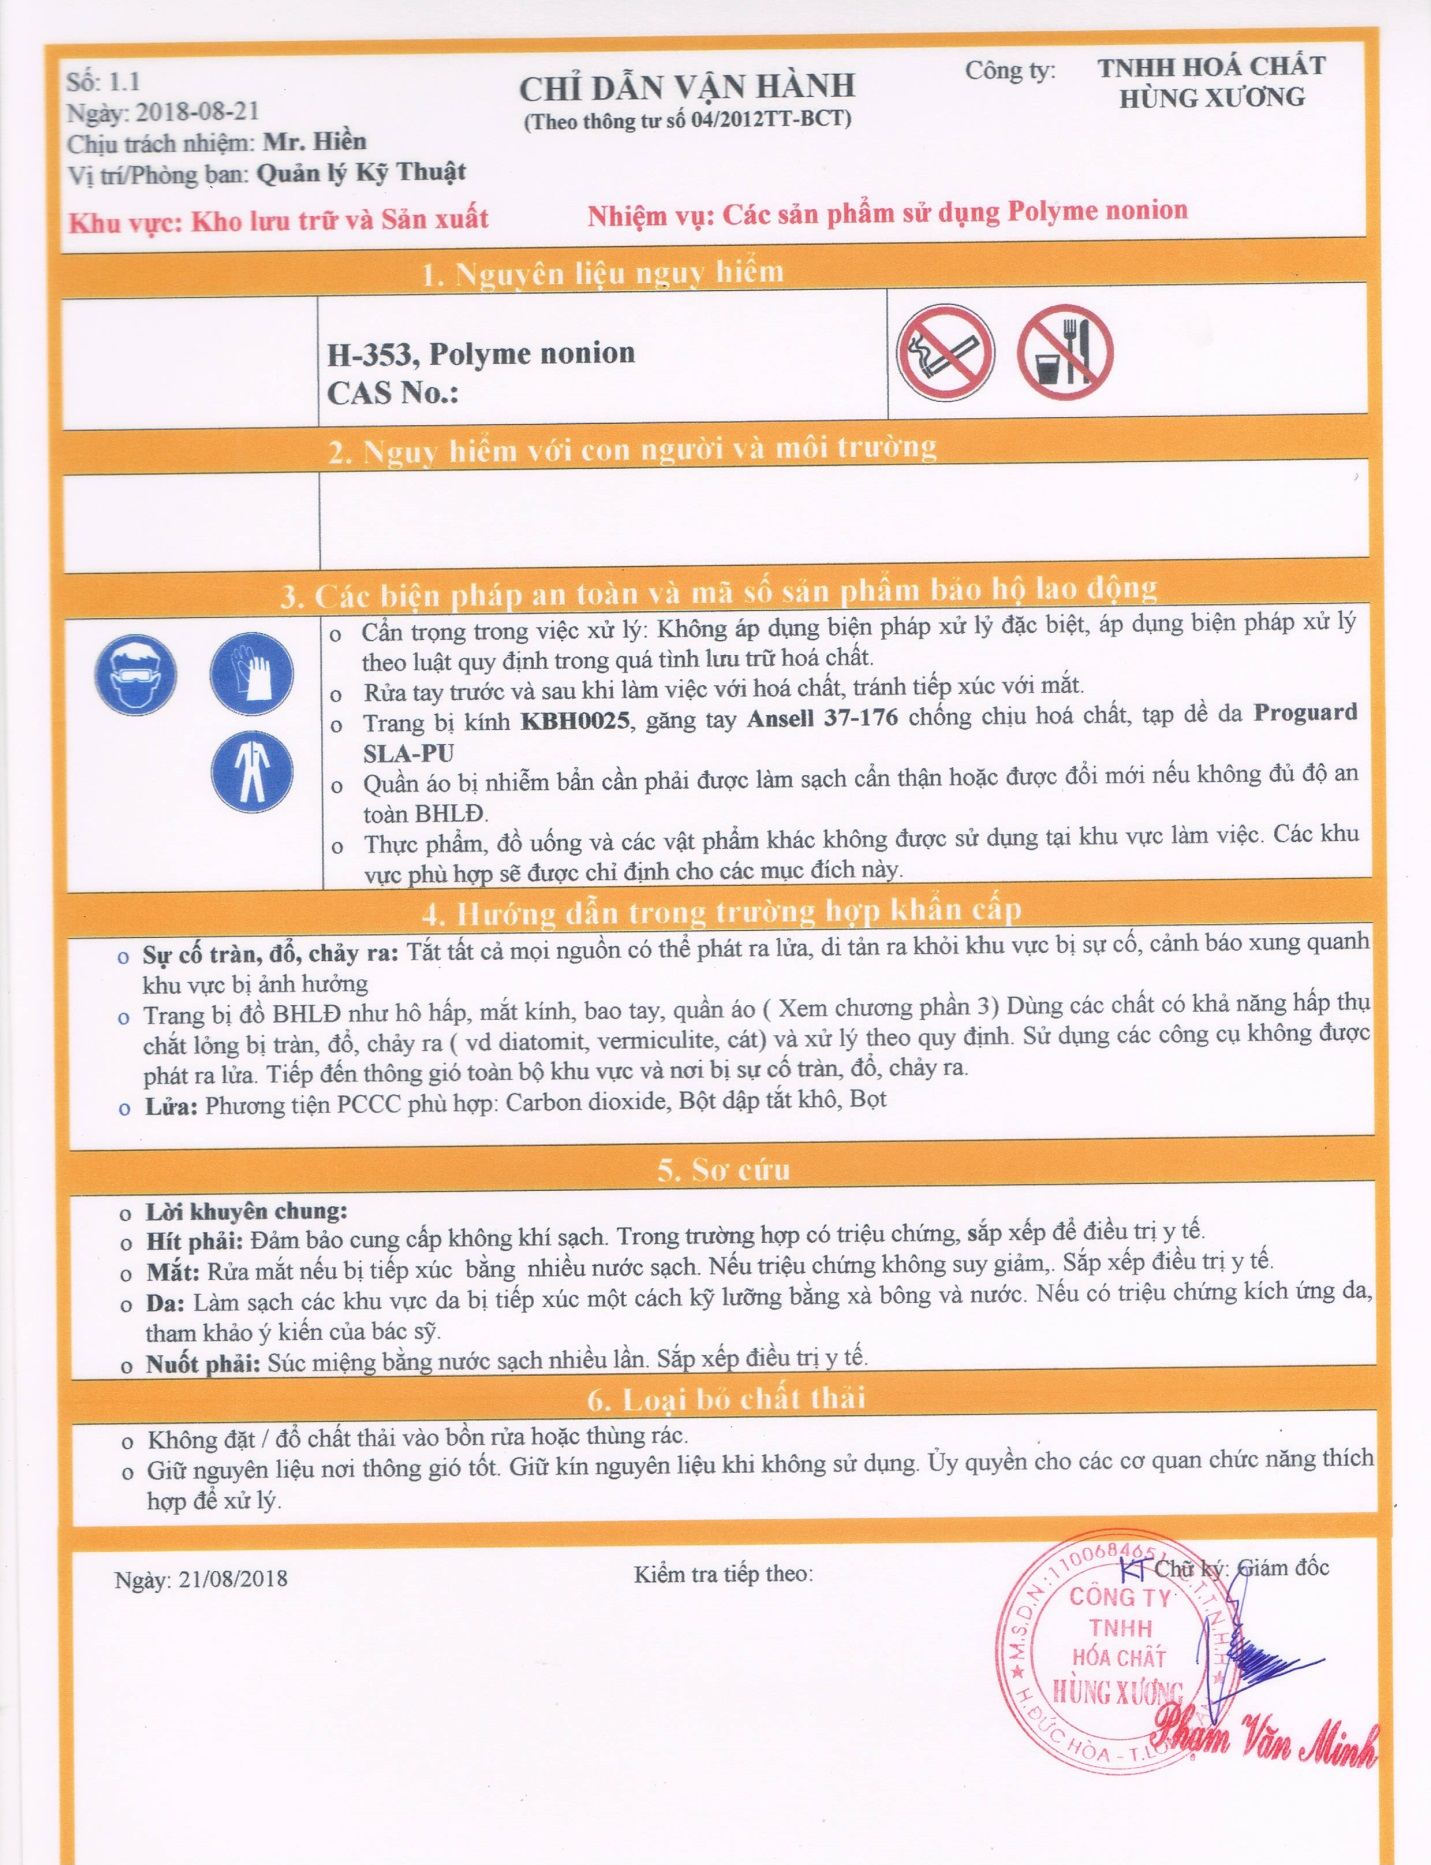 Số: 1.1
Ngày: 2018-08-21
Chịu trách nhiệm: Mr. Hiền
Vị trí/Phòng ban: Quản lý Kỹ Thuật
CHỈ DẪN VẬN HÀNH
(Theo thông tư số 04/2012TT-BCT)
Công ty: TNHH HOÁ CHẤT
HÙNG XƯƠNG
Khu vực: Kho lưu trữ và Sản xuất
Nhiệm vụ: Các sản phẩm sử dụng Polyme nonion
1. Nguyên liệu nguy hiểm
H-353, Polyme nonion
CAS No.:
2. Nguy hiểm với con người và môi trường
3. Các biện pháp an toàn và mã số sản phẩm bảo hộ lao động
o Cẩn trọng trong việc xử lý: Không áp dụng biện pháp xử lý đặc biệt, áp dụng biện pháp xử lý
theo luật quy định trong quá tình lưu trữ hoá chất.
o Rửa tay trước và sau khi làm việc với hoá chất, tránh tiếp xúc với mắt.
o Trang bị kính KBH0025, găng tay Ansell 37-176 chống chịu hoá chất, tạp dề da Proguard
SLA-PU
o Quần áo bị nhiễm bẩn cần phải được làm sạch cẩn thận hoặc được đổi mới nếu không đủ độ an
toàn BHLĐ.
o Thực phẩm, đồ uống và các vật phẩm khác không được sử dụng tại khu vực làm việc. Các khu
vực phù hợp sẽ được chỉ định cho các mục đích này.
4. Hướng dẫn trong trường hợp khẩn cấp
o Sự cố tràn, đổ, chảy ra: Tắt tất cả mọi nguồn có thể phát ra lửa, di tản ra khỏi khu vực bị sự cố, cảnh báo xung quanh
khu vực bị ảnh hưởng
o Trang bị đồ BHLĐ như hô hấp, mắt kính, bao tay, quần áo ( Xem chương phần 3) Dùng các chất có khả năng hấp thụ
chắt lỏng bị tràn, đổ, chảy ra ( vd diatomit, vermiculite, cát) và xử lý theo quy định. Sử dụng các công cụ không được
phát ra lửa. Tiếp đến thông gió toàn bộ khu vực và nơi bị sự cố tràn, đổ, chảy ra.
o Lửa: Phương tiện PCCC phù hợp: Carbon dioxide, Bột dập tắt khô, Bọt
5. Sơ cứu
o Lời khuyên chung:
o Hít phải: Đảm bảo cung cấp không khí sạch. Trong trường hợp có triệu chứng, sắp xếp để điều trị y tế.
o Mắt: Rửa mắt nếu bị tiếp xúc bằng nhiều nước sạch. Nếu triệu chứng không suy giảm,. Sắp xếp điều trị y tế.
o Da: Làm sạch các khu vực da bị tiếp xúc một cách kỹ lưỡng bằng xà bông và nước. Nếu có triệu chứng kích ứng da,
tham khảo ý kiến của bác sỹ.
o Nuốt phải: Súc miệng bằng nước sạch nhiều lần. Sắp xếp điều trị y tế.
6. Loại bỏ chất thải
o Không đặt / đổ chất thải vào bồn rửa hoặc thùng rác.
o Giữ nguyên liệu nơi thông gió tốt. Giữ kín nguyên liệu khi không sử dụng. Ủy quyền cho các cơ quan chức năng thích
hợp để xử lý.
Ngày: 21/08/2018
Kiểm tra tiếp theo:
KT Chữ ký: Giám đốc
M.S.D.N:1100684651 C.T.T.N.H.H
CÔNG TY
TNHH
HÓA CHẤT
HÙNG XƯƠNG
H.ĐỨC HÒA - T.LONG AN
Phạm Văn Minh